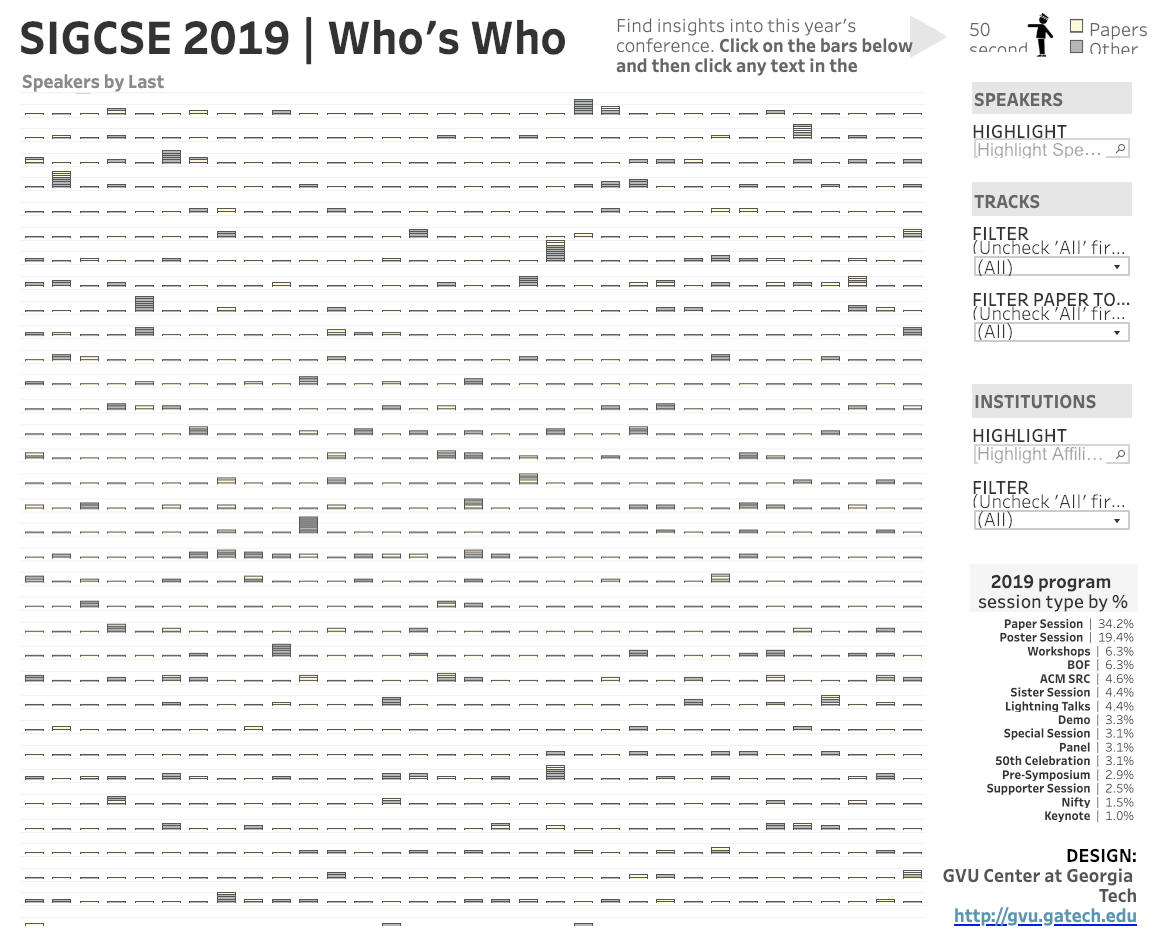 SIGCSE 2019 | Who's Who
Find insights into this year's
conference. Click on the bars below
and then click any text in the
50
second
Papers
Other
Speakers by Last
SPEAKERS
HIGHLIGHT
Highlight Spe...
TRACKS
FILTER
(Uncheck 'All' fir...
(All)
FILTER PAPER TO...
(Uncheck 'All' fir...
(All)
INSTITUTIONS
HIGHLIGHT
Highlight Affili...
FILTER
(Uncheck 'All' fir...
(All)
2019 program
session type by %
Paper Session | 34.2%
Poster Session | 19.4%
Workshops | 6.3%
BOF | 6.3%
ACM SRC | 4.6%
Sister Session | 4.4%
Lightning Talks | 4.4%
Demo | 3.3%
Special Session | 3.1%
Panel | 3.1%
50th Celebration | 3.1%
Pre-Symposium | 2.9%
Supporter Session | 2.5%
Nifty | 1.5%
Keynote | 1.0%
DESIGN:
GVU Center at Georgia
Tech
http://gvu.gatech.edu